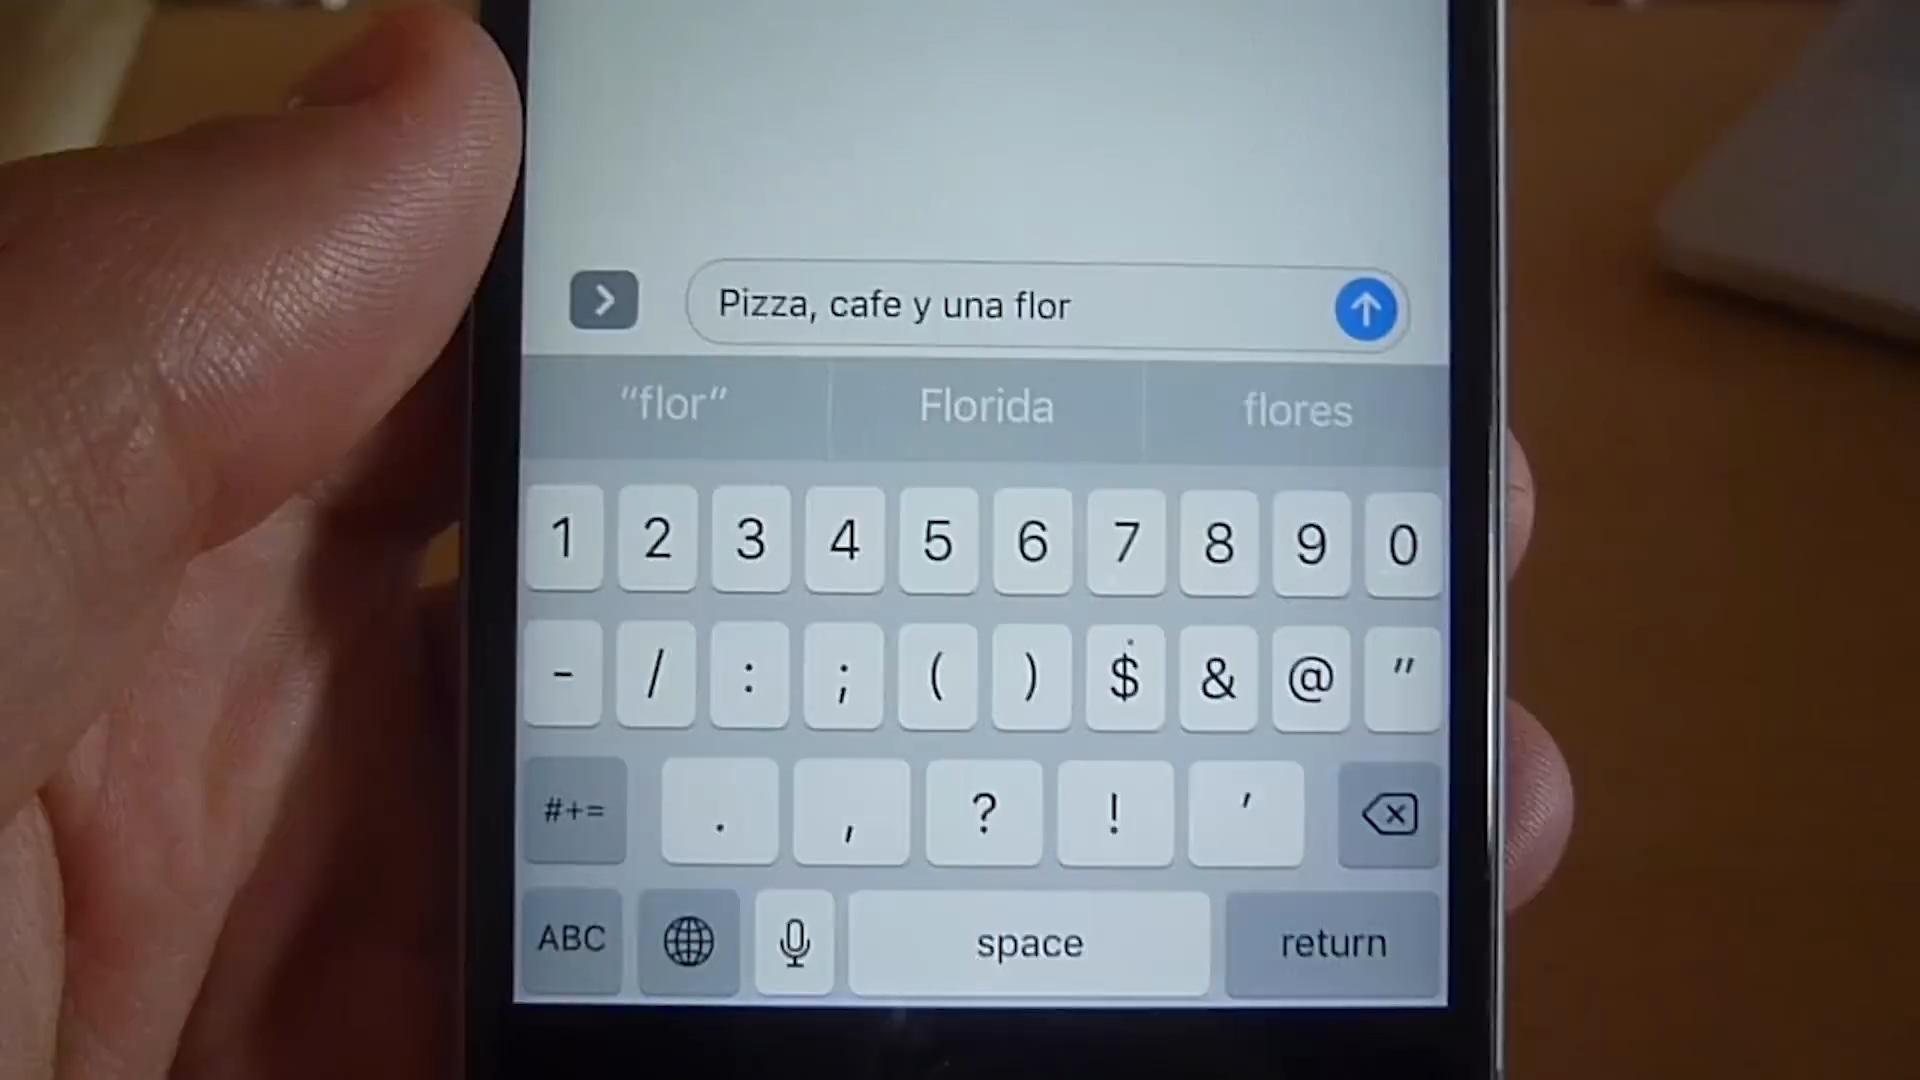 Pizza, cafe y una flor
“flor” Florida flores
1 2 3 4 5 6 7 8 9 0
- / : ; ( ) $ & @ "
#+= . , ? ! '
ABC space return